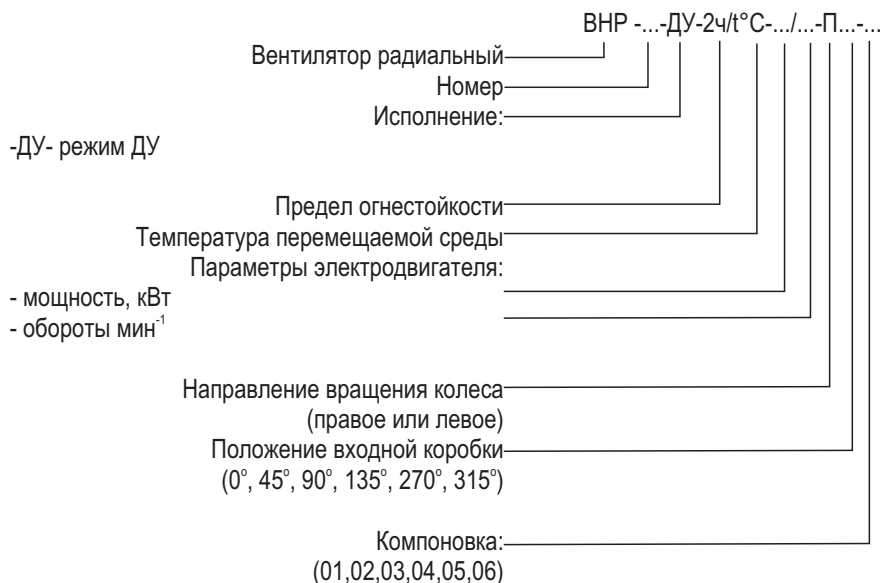 ВНР -...-ДУ-2ч/t°С-.../...-П...-...
Вентилятор радиальный
Номер
Исполнение:
-ДУ- режим ДУ
Предел огнестойкости
Температура перемещаемой среды
Параметры электродвигателя:
- мощность, кВт
- обороты мин⁻¹
Направление вращения колеса
(правое или левое)
Положение входной коробки
(0°, 45°, 90°, 135°, 270°, 315°)
Компоновка:
(01,02,03,04,05,06)